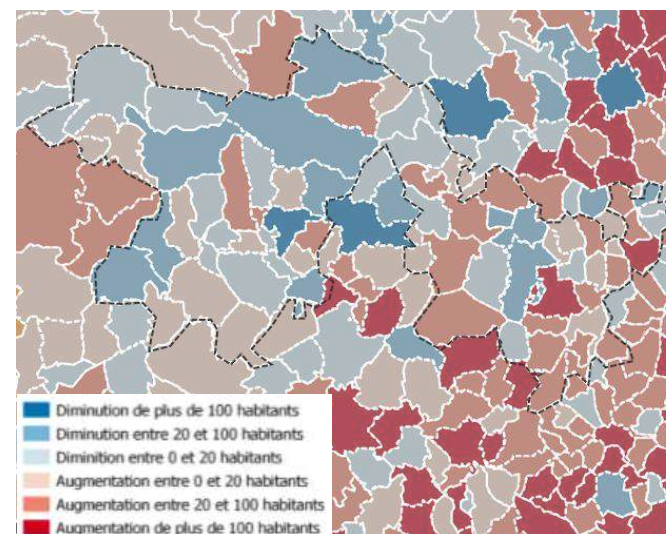 Diminution de plus de 100 habitants
Diminution entre 20 et 100 habitants
Diminition entre 0 et 20 habitants
Augmentation entre 0 et 20 habitants
Augmentation entre 20 et 100 habitants
Augmentation de plus de 100 habitants